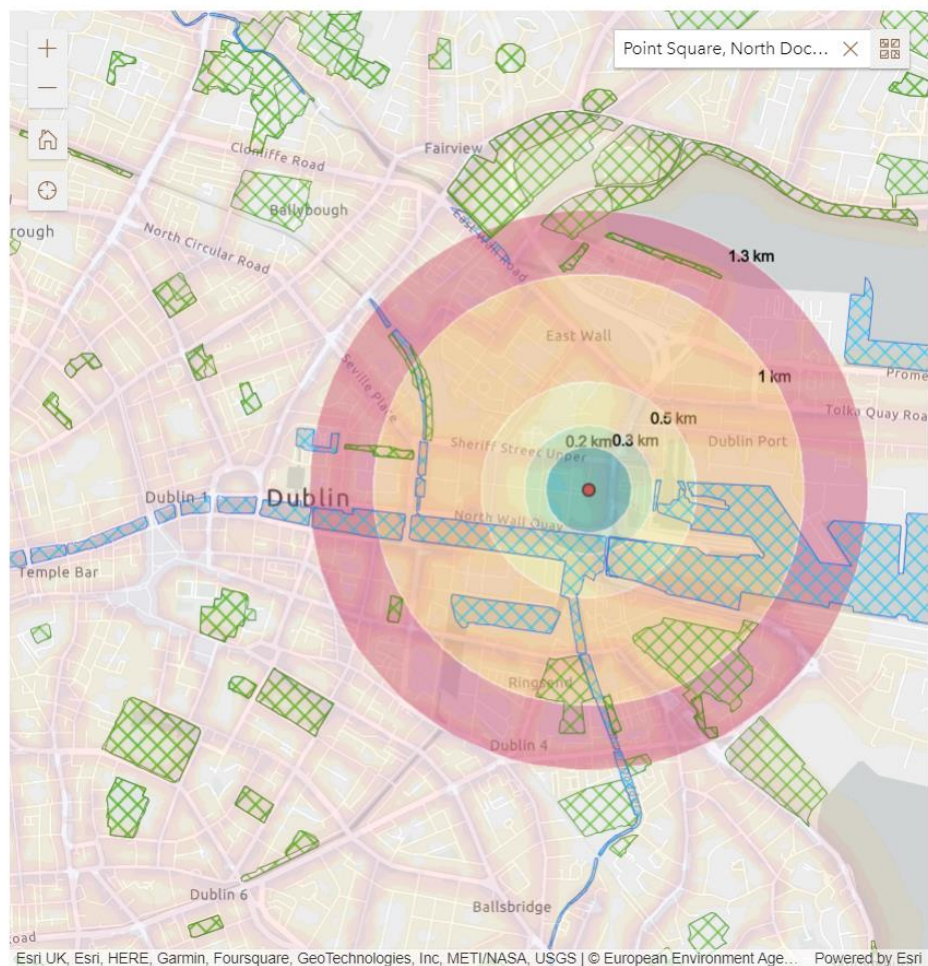 +
Point Square, North Doc...
−
Fairview
Clonliffe Road
Ballybough
rough
East Wall Road
North Circular Road
1.3 km
East Wall
Seville Place
1 km
Prome
Tolka Quay Roa
0.5 km
0.2 km
0.3 km
Dublin Port
Sheriff Street Upper
Dublin 1
Dublin
North Wall Quay
Temple Bar
Ringsend
Dublin 4
Dublin 6
Ballsbridge
Road
Esri UK, Esri, HERE, Garmin, Foursquare, GeoTechnologies, Inc, METI/NASA, USGS | © European Environment Age...
Powered by Esri